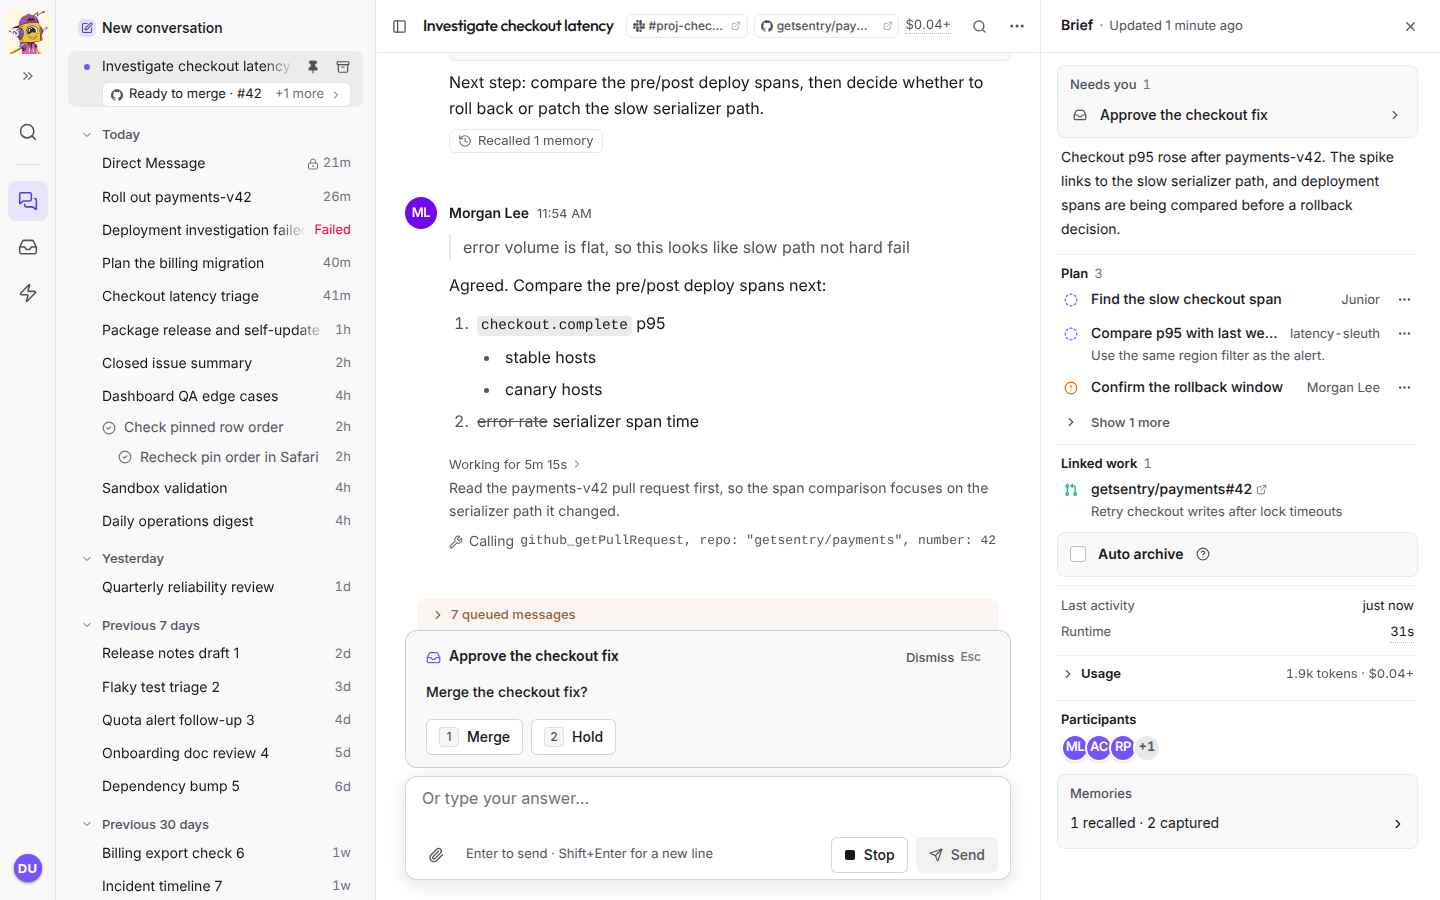 New conversation
Investigate checkout latency
Ready to merge · #42 +1 more
Today
Direct Message 21m
Roll out payments-v42 26m
Deployment investigation failed Failed
Plan the billing migration 40m
Checkout latency triage 41m
Package release and self-update 1h
Closed issue summary 2h
Dashboard QA edge cases 4h
Check pinned row order 2h
Recheck pin order in Safari 2h
Sandbox validation 4h
Daily operations digest 4h
Yesterday
Quarterly reliability review 1d
Previous 7 days
Release notes draft 1 2d
Flaky test triage 2 3d
Quota alert follow-up 3 4d
Onboarding doc review 4 5d
Dependency bump 5 6d
Previous 30 days
Billing export check 6 1w
Incident timeline 7 1w
DU
Investigate checkout latency #proj-chec... getsentry/pay... $0.04+
Next step: compare the pre/post deploy spans, then decide whether to
roll back or patch the slow serializer path.
Recalled 1 memory
ML Morgan Lee 11:54 AM
error volume is flat, so this looks like slow path not hard fail
Agreed. Compare the pre/post deploy spans next:
1. checkout.complete p95
• stable hosts
• canary hosts
2. error rate serializer span time
Working for 5m 15s
Read the payments-v42 pull request first, so the span comparison focuses on the
serializer path it changed.
Calling github_getPullRequest, repo: "getsentry/payments", number: 42
7 queued messages
Approve the checkout fix Dismiss Esc
Merge the checkout fix?
1 Merge 2 Hold
Or type your answer...
Enter to send · Shift+Enter for a new line Stop Send
Brief · Updated 1 minute ago
Needs you 1
Approve the checkout fix
Checkout p95 rose after payments-v42. The spike
links to the slow serializer path, and deployment
spans are being compared before a rollback
decision.
Plan 3
Find the slow checkout span Junior
Compare p95 with last we... latency-sleuth
Use the same region filter as the alert.
Confirm the rollback window Morgan Lee
Show 1 more
Linked work 1
getsentry/payments#42
Retry checkout writes after lock timeouts
Auto archive
Last activity just now
Runtime 31s
Usage 1.9k tokens · $0.04+
Participants
ML AC RP +1
Memories
1 recalled · 2 captured